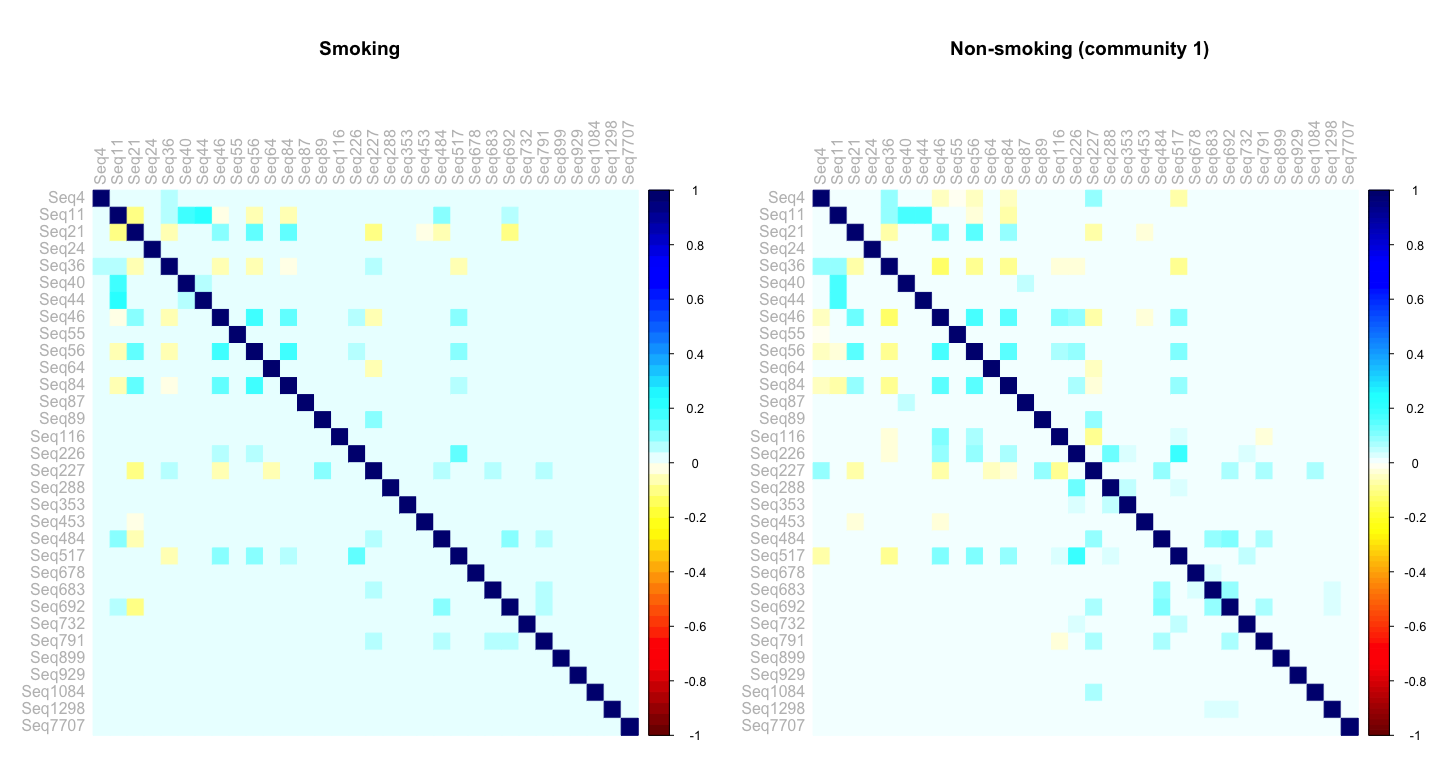 Smoking
Seq4 Seq11 Seq21 Seq24 Seq36 Seq40 Seq44 Seq46 Seq55 Seq56 Seq64 Seq84 Seq87 Seq89 Seq116 Seq226 Seq227 Seq288 Seq353 Seq453 Seq484 Seq517 Seq678 Seq683 Seq692 Seq732 Seq791 Seq899 Seq929 Seq1084 Seq1298 Seq7707
Seq4
Seq11
Seq21
Seq24
Seq36
Seq40
Seq44
Seq46
Seq55
Seq56
Seq64
Seq84
Seq87
Seq89
Seq116
Seq226
Seq227
Seq288
Seq353
Seq453
Seq484
Seq517
Seq678
Seq683
Seq692
Seq732
Seq791
Seq899
Seq929
Seq1084
Seq1298
Seq7707
1
0.8
0.6
0.4
0.2
0
-0.2
-0.4
-0.6
-0.8
-1
Non-smoking (community 1)
Seq4 Seq11 Seq21 Seq24 Seq36 Seq40 Seq44 Seq46 Seq55 Seq56 Seq64 Seq84 Seq87 Seq89 Seq116 Seq226 Seq227 Seq288 Seq353 Seq453 Seq484 Seq517 Seq678 Seq683 Seq692 Seq732 Seq791 Seq899 Seq929 Seq1084 Seq1298 Seq7707
Seq4
Seq11
Seq21
Seq24
Seq36
Seq40
Seq44
Seq46
Seq55
Seq56
Seq64
Seq84
Seq87
Seq89
Seq116
Seq226
Seq227
Seq288
Seq353
Seq453
Seq484
Seq517
Seq678
Seq683
Seq692
Seq732
Seq791
Seq899
Seq929
Seq1084
Seq1298
Seq7707
1
0.8
0.6
0.4
0.2
0
-0.2
-0.4
-0.6
-0.8
-1